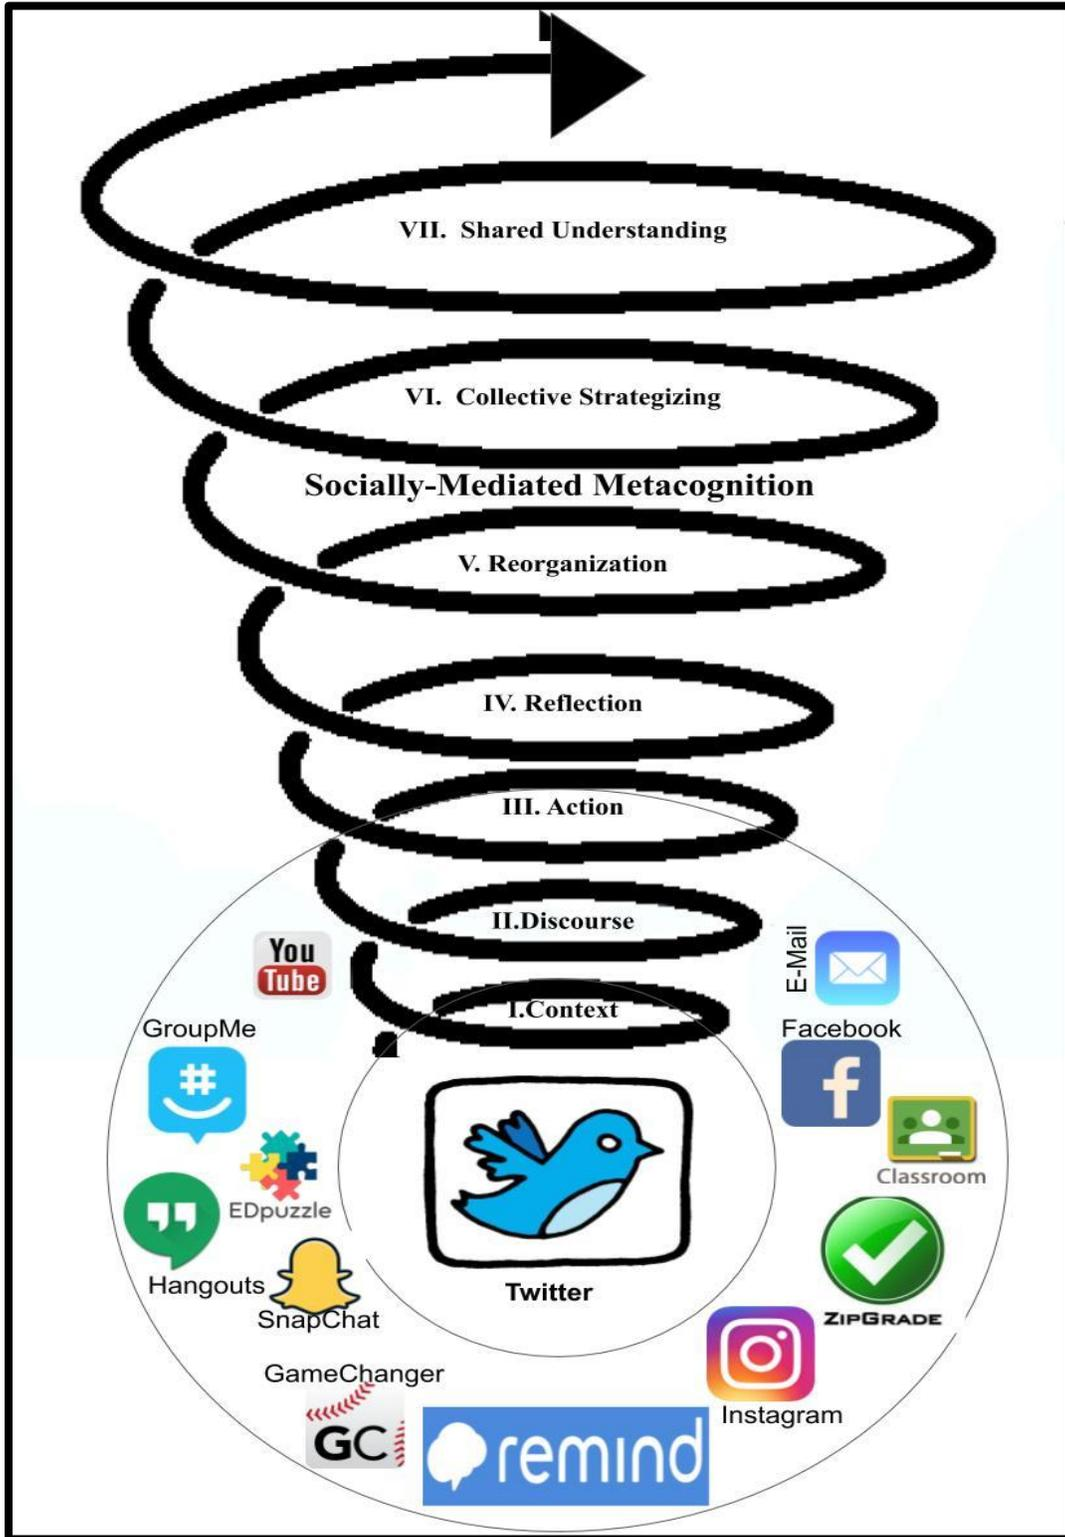 VII. Shared Understanding
VI. Collective Strategizing
Socially-Mediated Metacognition
V. Reorganization
IV. Reflection
III. Action
II.Discourse
I.Context
You
Tube
E-Mail
GroupMe
Facebook
#
f
EDpuzzle
Classroom
Hangouts
SnapChat
Twitter
ZIPGRADE
GameChanger
GC
remind
Instagram